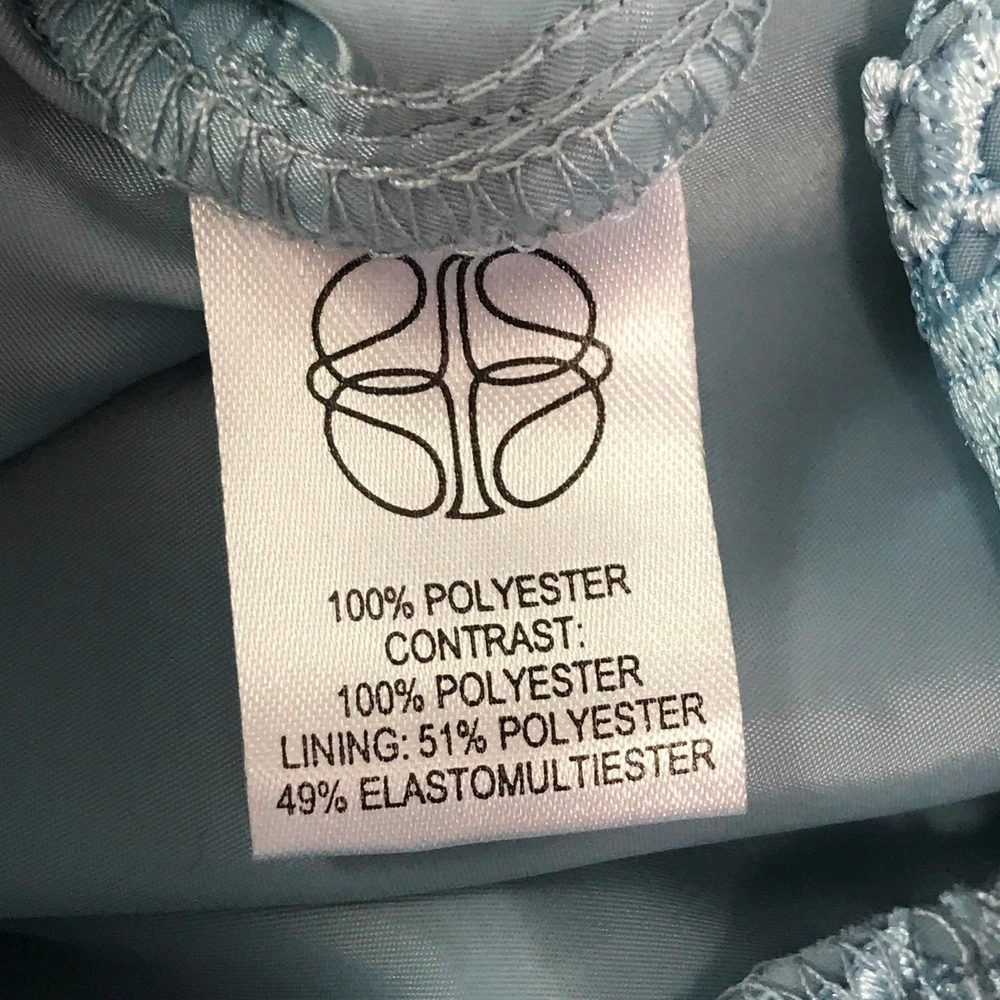 100% POLYESTER
CONTRAST:
100% POLYESTER
LINING: 51% POLYESTER
49% ELASTOMULTIESTER